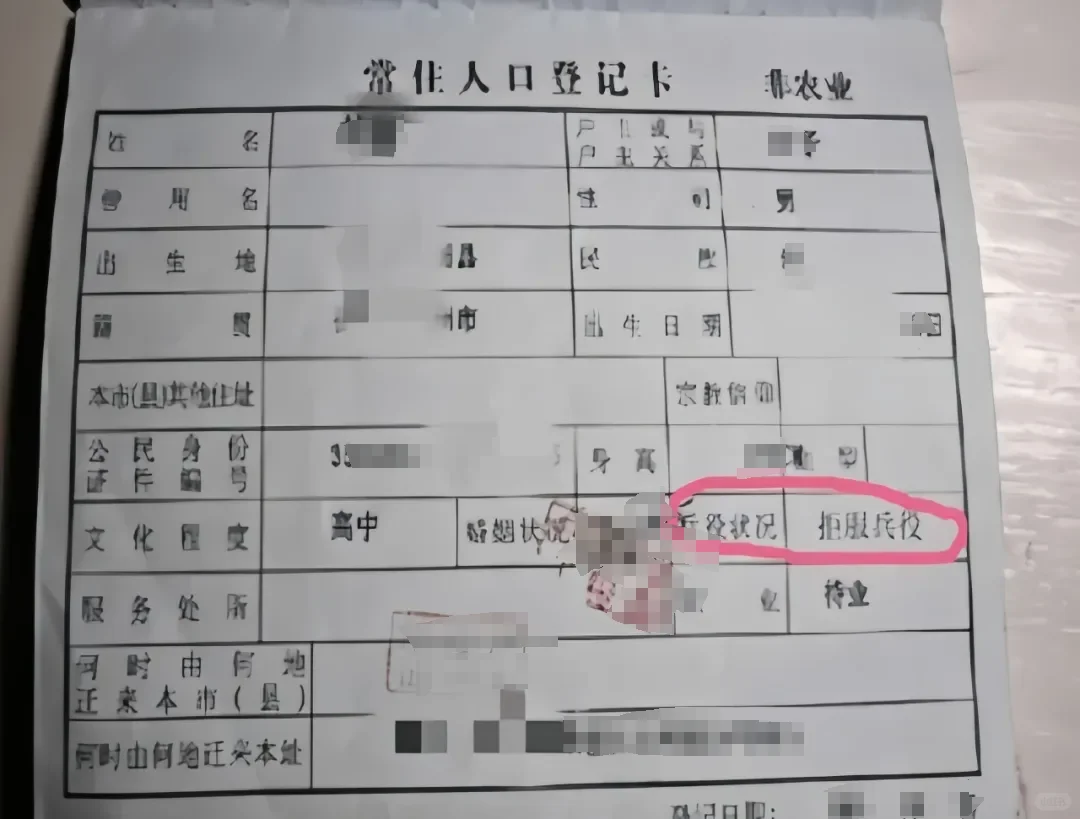 常住人口登记卡 非农业
姓名 户主或与
户主关系 子
曾用名 性别 男
出生地 县 民族
籍贯 市 出生日期
本市(县)其他住址 宗教信仰
公民身份
证件编号 身高
文化程度 高中 婚姻状况 兵役状况 拒服兵役
服务处所 业 待业
何时由何地
迁来本市(县)
何时由何地迁来本址
登记日期: